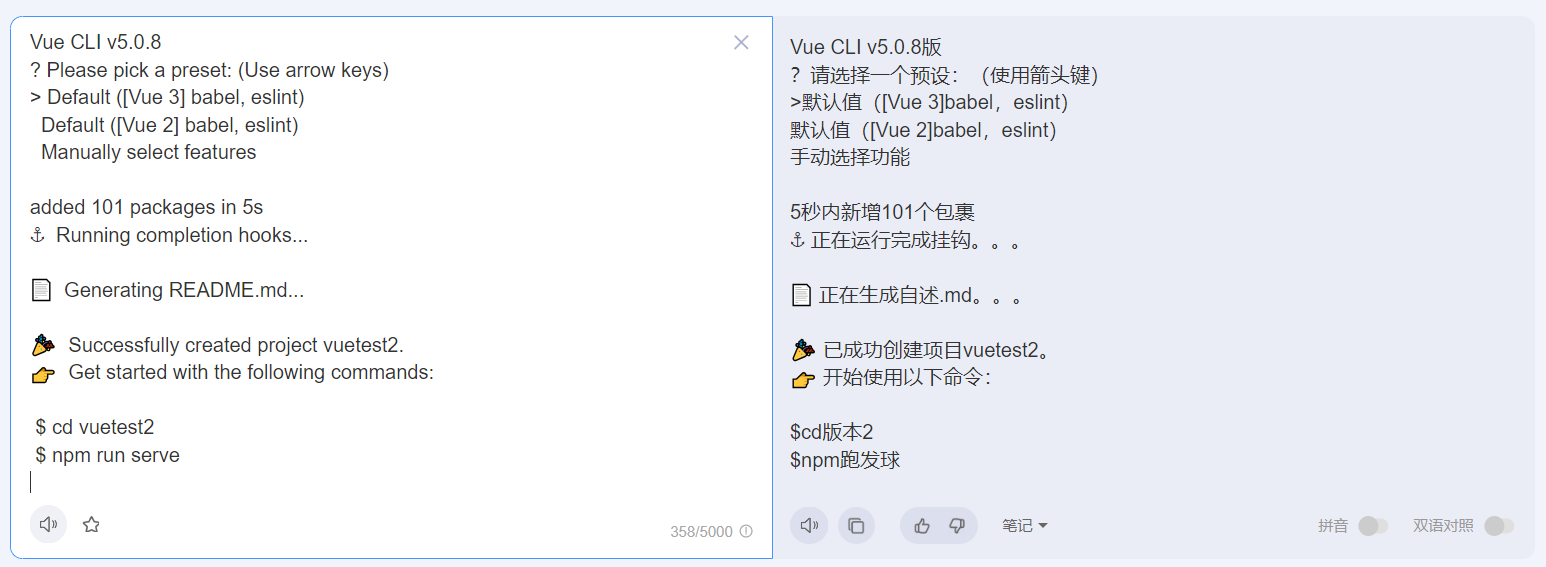 Vue CLI v5.0.8
? Please pick a preset: (Use arrow keys)
> Default ([Vue 3] babel, eslint)
Default ([Vue 2] babel, eslint)
Manually select features
added 101 packages in 5s
⚓ Running completion hooks...
📄 Generating README.md...
🎉 Successfully created project vuetest2.
👉 Get started with the following commands:
$ cd vuetest2
$ npm run serve
358/5000
Vue CLI v5.0.8版
？请选择一个预设：（使用箭头键）
>默认值（[Vue 3]babel，eslint）
默认值（[Vue 2]babel，eslint）
手动选择功能
5秒内新增101个包裹
⚓ 正在运行完成挂钩。。。
📄 正在生成自述.md。。。
🎉 已成功创建项目vuetest2。
👉 开始使用以下命令：
$cd版本2
$npm跑发球
笔记
拼音
双语对照